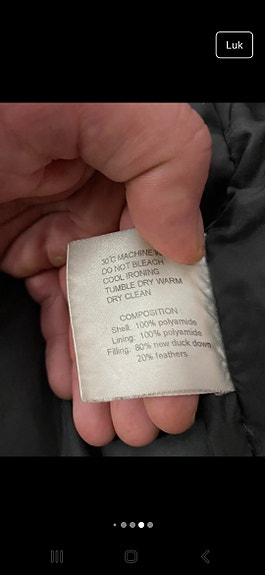 Luk
30°C MACHINE
DO NOT BLEACH
COOL IRONING
TUMBLE DRY WARM
DRY CLEAN
COMPOSITION
Shell: 100% polyamide
Lining: 100% polyamide
Filling: 80% new duck down
20% feathers